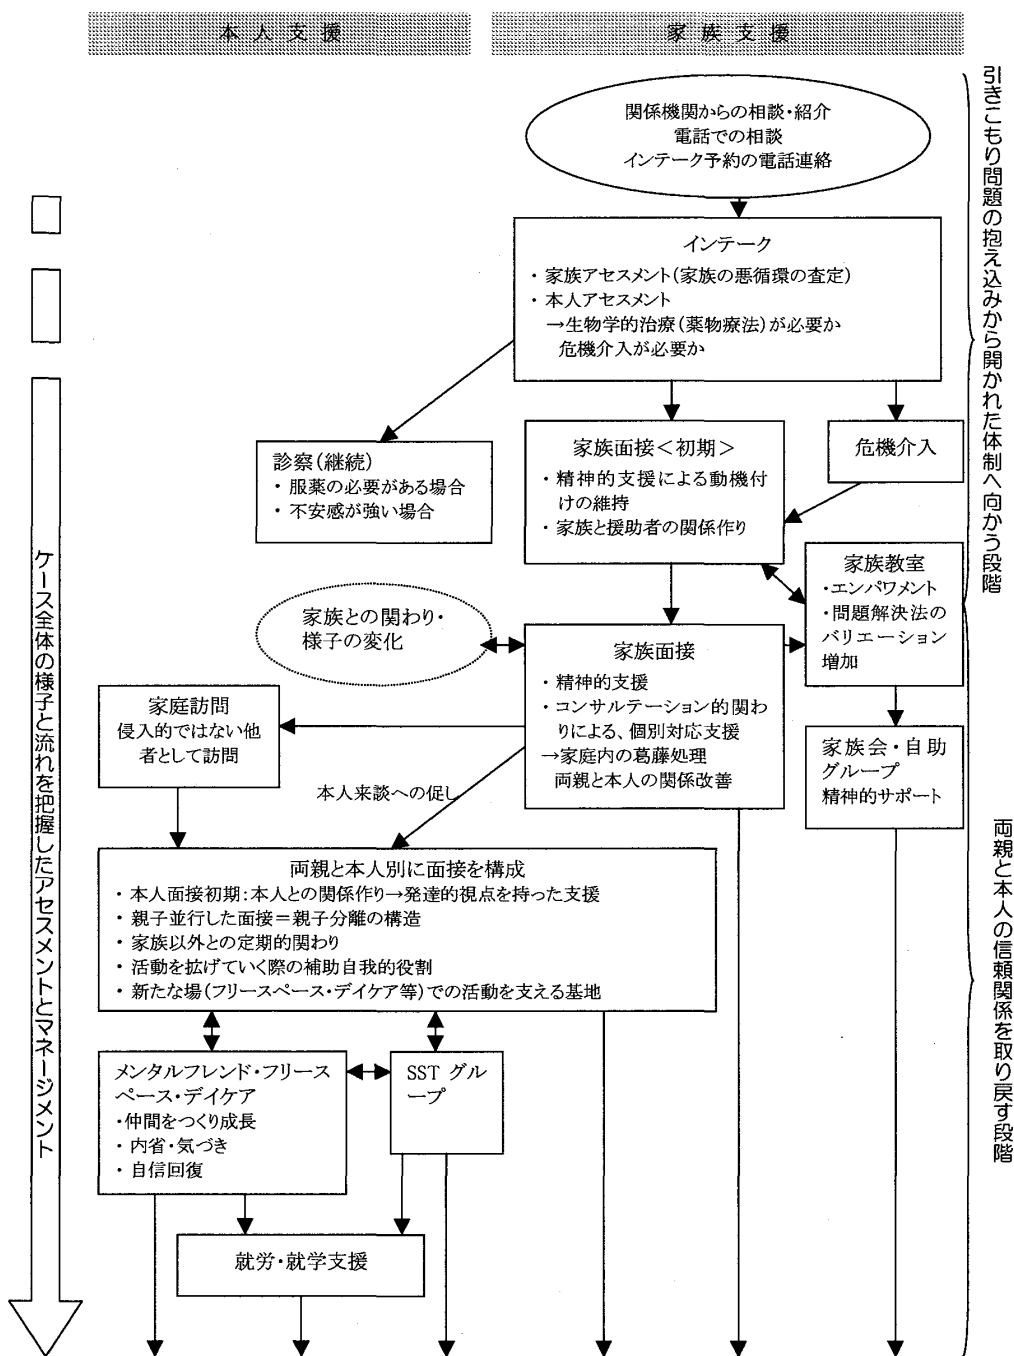 本人支援
家族支援
関係機関からの相談・紹介
電話での相談
インテーク予約の電話連絡
インテーク
・家族アセスメント(家族の悪循環の査定)
・本人アセスメント
→生物学的治療(薬物療法)が必要か
危機介入が必要か
診察(継続)
・服薬の必要がある場合
・不安感が強い場合
家族面接<初期>
・精神的支援による動機付
けの維持
・家族と援助者の関係作り
危機介入
家族教室
・エンパワメント
・問題解決法の
バリエーション
増加
家族との関わり・
様子の変化
家族面接
・精神的支援
・コンサルテーション的関わ
りによる、個別対応支援
→家庭内の葛藤処理
両親と本人の関係改善
家庭訪問
侵入的ではない他
者として訪問
家族会・自助
グループ
精神的サポート
本人来談への促し
両親と本人別に面接を構成
・本人面接初期:本人との関係作り→発達的視点を持った支援
・親子並行した面接=親子分離の構造
・家族以外との定期的関わり
・活動を拡げていく際の補助自我的役割
・新たな場(フリースペース・デイケア等)での活動を支える基地
メンタルフレンド・フリース
ペース・デイケア
・仲間をつくり成長
・内省・気づき
・自信回復
SST グル
ープ
就労・就学支援
ケース全体の様子と流れを把握したアセスメントとマネージメント
引きこもり問題の抱え込みから開かれた体制へ向かう段階
両親と本人の信頼関係を取り戻す段階